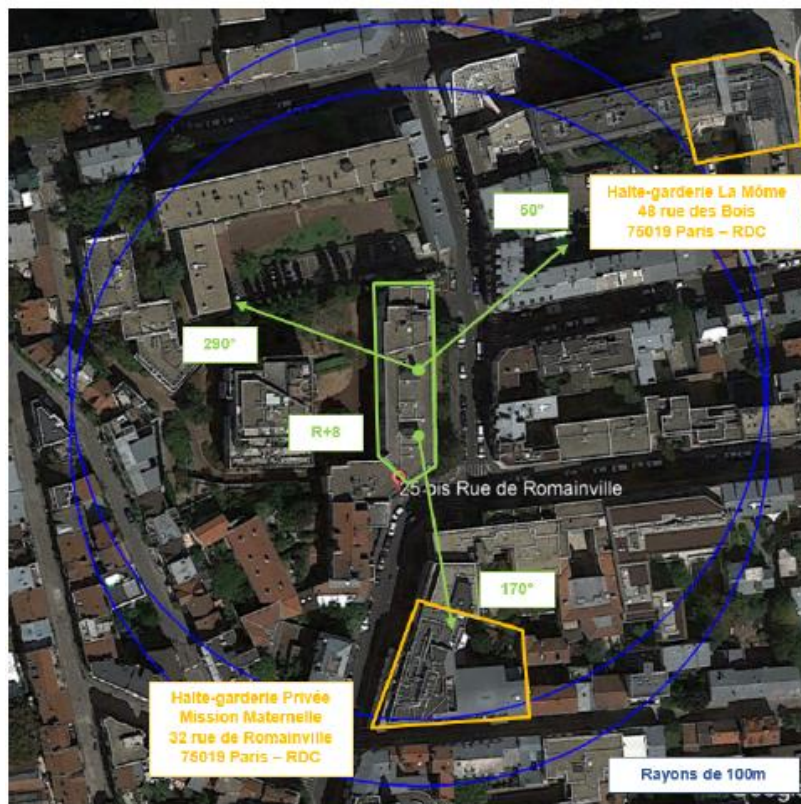 Halte-garderie La Môme
48 rue des Bois
75019 Paris – RDC
50°
290°
R+8
25 bis Rue de Romainville
170°
Halte-garderie Privée
Mission Maternelle
32 rue de Romainville
75019 Paris – RDC
Rayons de 100m